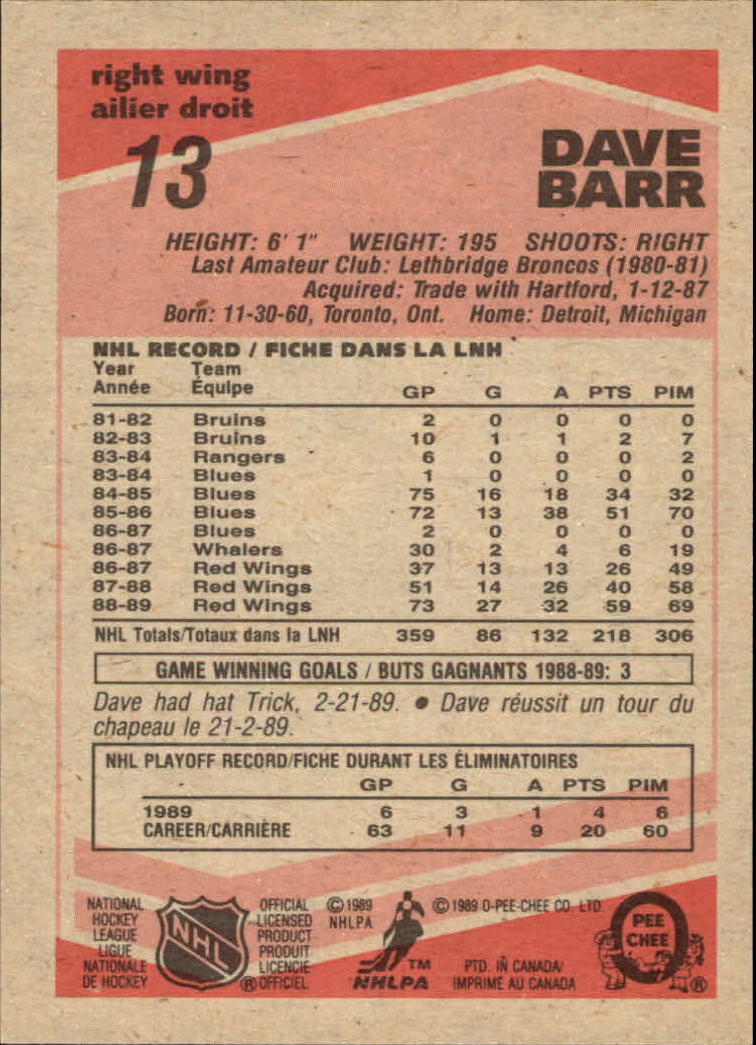 right wing
ailier droit
13
DAVE
BARR
HEIGHT: 6' 1" WEIGHT: 195 SHOOTS: RIGHT
Last Amateur Club: Lethbridge Broncos (1980-81)
Acquired: Trade with Hartford, 1-12-87
Born: 11-30-60, Toronto, Ont. Home: Detroit, Michigan
NHL RECORD / FICHE DANS LA LNH
Year Team
Année Équipe GP G A PTS PIM
81-82 Bruins 2 0 0 0 0
82-83 Bruins 10 1 1 2 7
83-84 Rangers 6 0 0 0 2
83-84 Blues 1 0 0 0 0
84-85 Blues 75 16 18 34 32
85-86 Blues 72 13 38 51 70
86-87 Blues 2 0 0 0 0
86-87 Whalers 30 2 4 6 19
86-87 Red Wings 37 13 13 26 49
87-88 Red Wings 51 14 26 40 58
88-89 Red Wings 73 27 32 59 69
NHL Totals/Totaux dans la LNH 359 86 132 218 306
GAME WINNING GOALS / BUTS GAGNANTS 1988-89: 3
Dave had hat Trick, 2-21-89. ● Dave réussit un tour du
chapeau le 21-2-89.
NHL PLAYOFF RECORD/FICHE DURANT LES ÉLIMINATOIRES
GP G A PTS PIM
1989 6 3 1 4 6
CAREER/CARRIÈRE 63 11 9 20 60
NATIONAL
HOCKEY
LEAGUE
LIGUE
NATIONALE
DE HOCKEY
NHL
®
OFFICIAL
LICENSED
PRODUCT
PRODUIT
LICENCIE
OFFICIEL
© 1989
NHLPA
TM
NHLPA
© 1989 O-PEE-CHEE CO. LTD.
PTD. IN CANADA/
IMPRIMÉ AU CANADA
PEE
CHEE
®